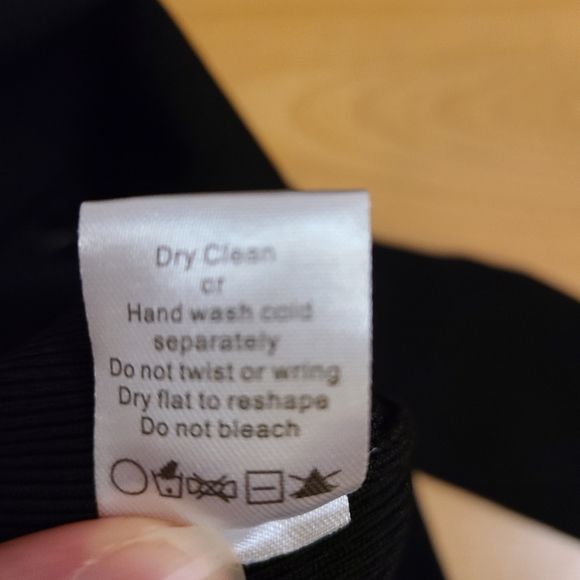 Dry Clean
or
Hand wash cold
separately
Do not twist or wring
Dry flat to reshape
Do not bleach